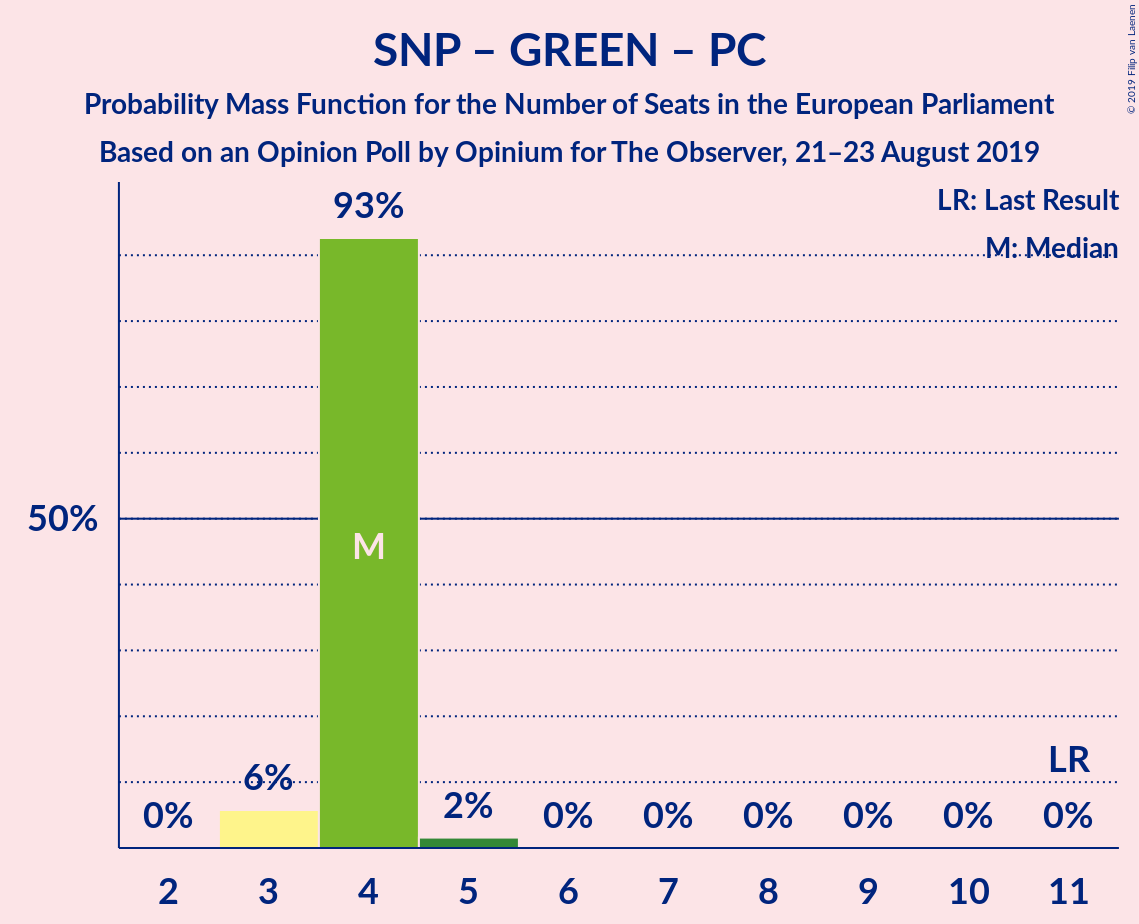 SNP – GREEN – PC
Probability Mass Function for the Number of Seats in the European Parliament
Based on an Opinion Poll by Opinium for The Observer, 21–23 August 2019
© 2019 Filip van Laenen
LR: Last Result
M: Median
93%
50%
M
6%
LR
0%
2%
0%
0%
0%
0%
0%
0%
2 3 4 5 6 7 8 9 10 11